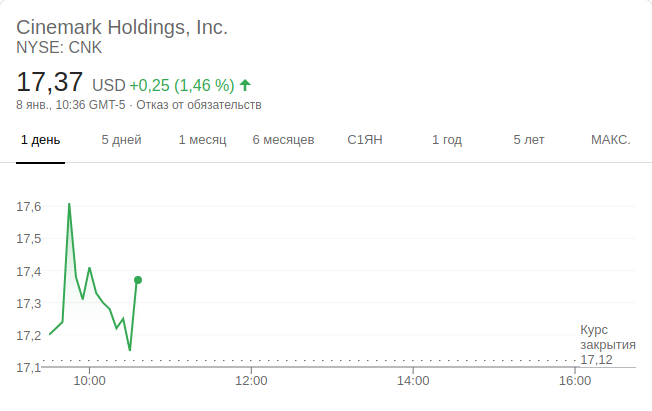 Cinemark Holdings, Inc.
NYSE: CNK
17,37 USD +0,25 (1,46 %)
8 янв., 10:36 GMT-5 · Отказ от обязательств
1 день 5 дней 1 месяц 6 месяцев С1ЯН 1 год 5 лет МАКС.
17,6
17,5
17,4
17,3
17,2
17,1
Курс
закрытия
17,12
10:00 12:00 14:00 16:00